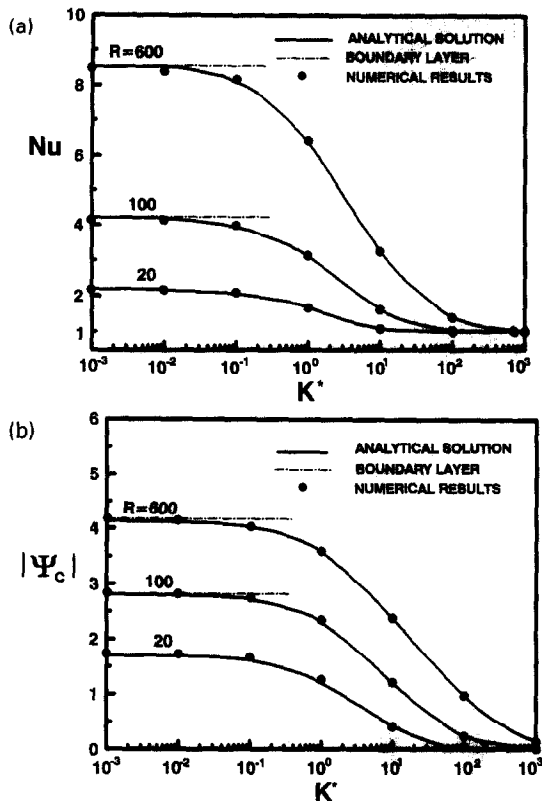 (a)
10
R=600
ANALYTICAL SOLUTION
BOUNDARY LAYER
NUMERICAL RESULTS
8
Nu
6
100
4
20
2
1
10⁻³ 10⁻² 10⁻¹ 10⁰ 10¹ 10² 10³
K*
(b)
6
ANALYTICAL SOLUTION
BOUNDARY LAYER
NUMERICAL RESULTS
5
R=600
4
|Ψc|
3
100
2
20
1
0
10⁻³ 10⁻² 10⁻¹ 10⁰ 10¹ 10² 10³
K*